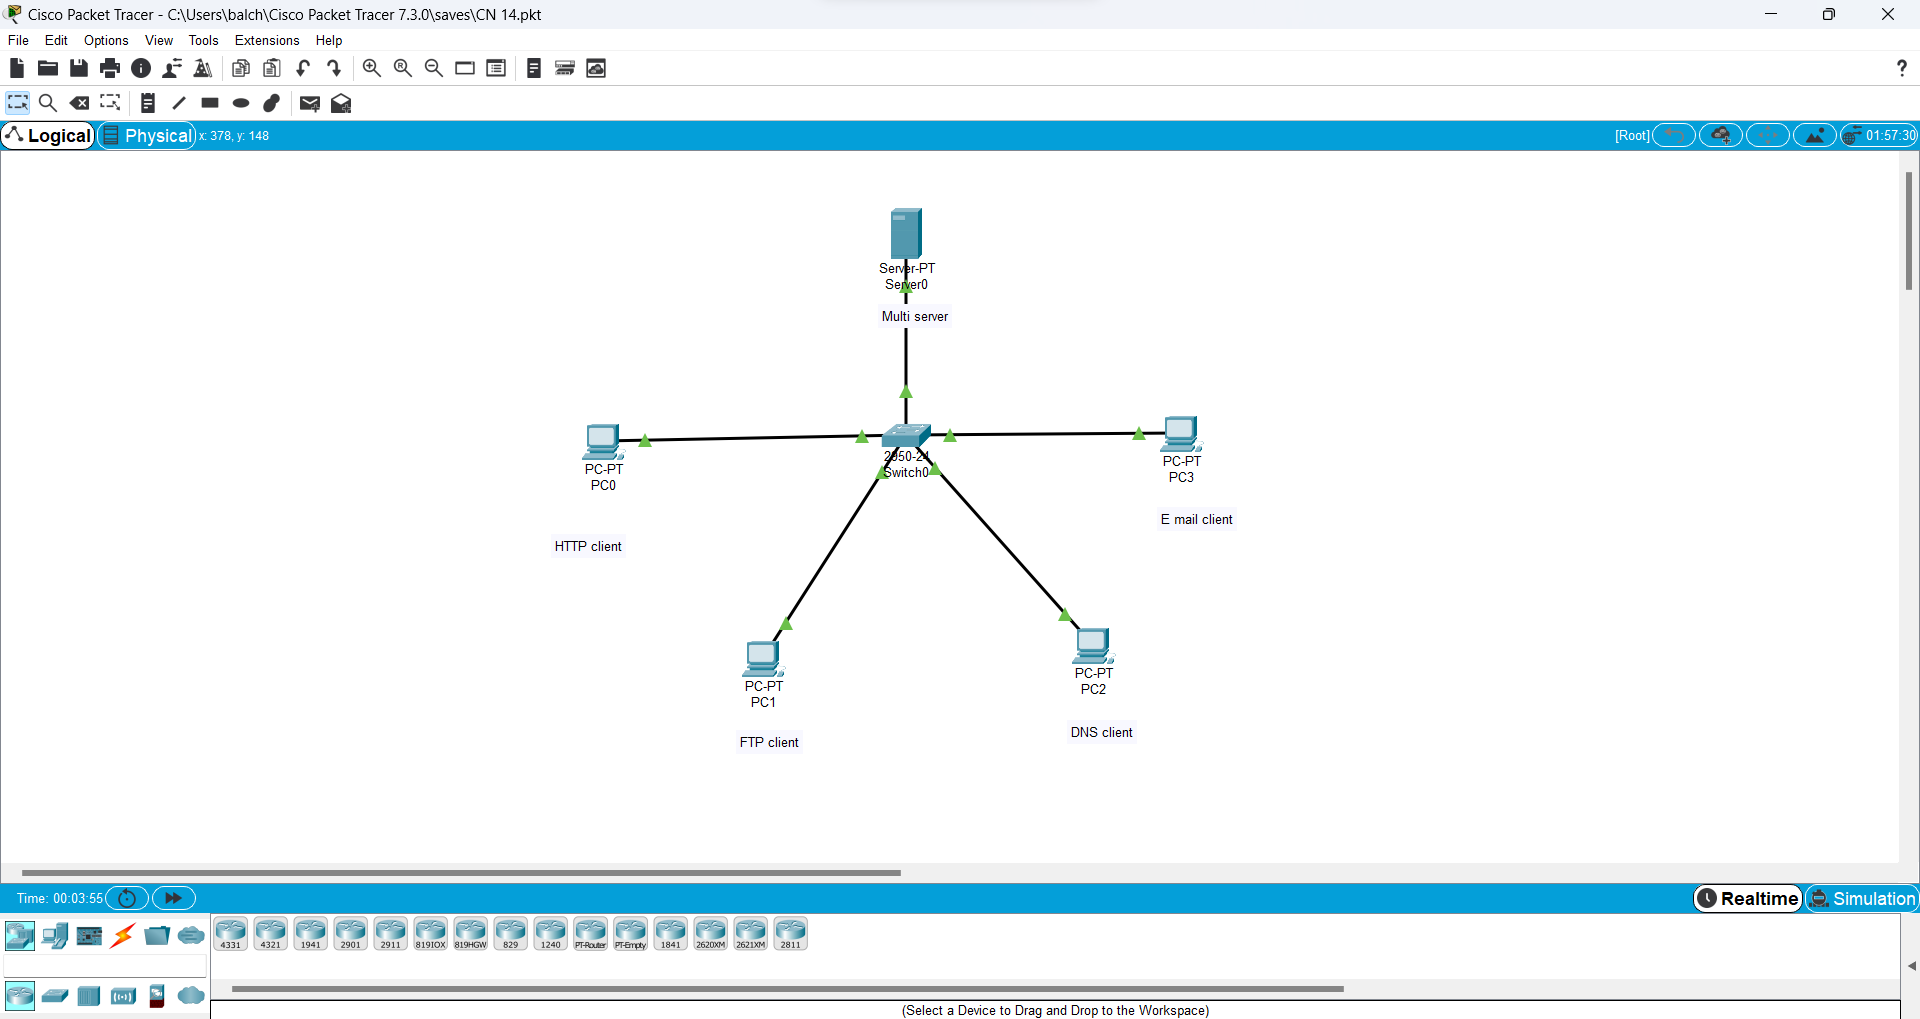 Cisco Packet Tracer - C:\Users\balch\Cisco Packet Tracer 7.3.0\saves\CN 14.pkt
File Edit Options View Tools Extensions Help
?
Logical Physical x: 378, y: 148 [Root] 01:57:30
Server-PT
Server0
Multi server
PC-PT
PC0
HTTP client
2950-24
Switch0
PC-PT
PC3
E mail client
PC-PT
PC1
FTP client
PC-PT
PC2
DNS client
Time: 00:03:55 Realtime Simulation
4331 4321 1941 2901 2911 819IOX 819HGW 829 1240 PT-Router PT-Empty 1841 2620XM 2621XM 2811
(Select a Device to Drag and Drop to the Workspace)